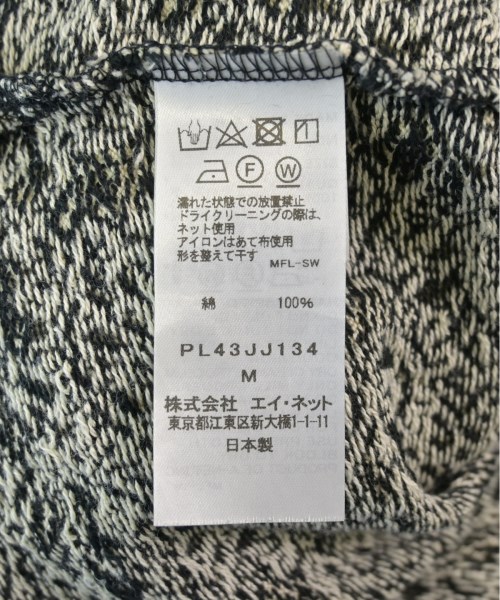 濡れた状態での放置禁止
ドライクリーニングの際は、
ネット使用
アイロンはあて布使用
形を整えて干す MFL-SW
綿 100%
PL43JJ134
M
株式会社 エイ・ネット
東京都江東区新大橋1-1-11
日本製